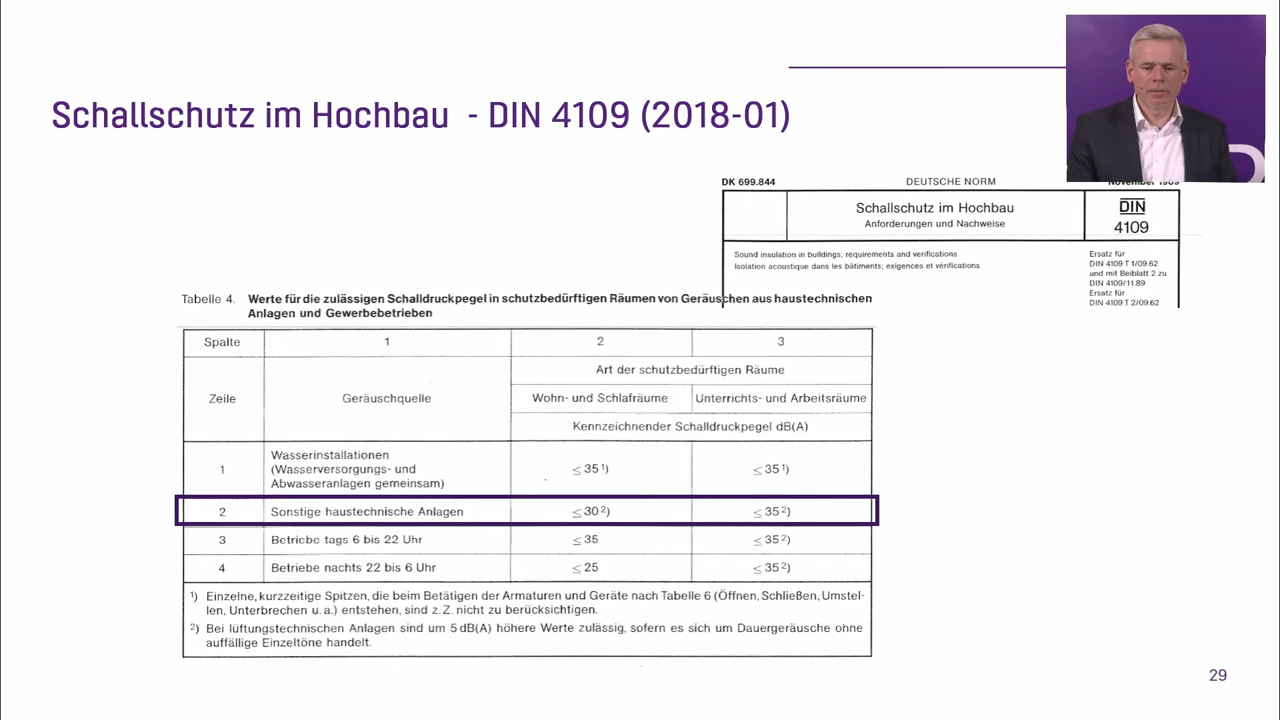 Schallschutz im Hochbau - DIN 4109 (2018-01)
DK 699.844
DEUTSCHE NORM
November 1989
Schallschutz im Hochbau
Anforderungen und Nachweise
DIN
4109
Sound insulation in buildings; requirements and verifications
Isolation acoustique dans les bâtiments; exigences et vérifications
Ersatz für
DIN 4109 T 1/09.62
und mit Beiblatt 2 zu
DIN 4109/11.89
Ersatz für
DIN 4109 T 2/09.62
Tabelle 4. Werte für die zulässigen Schalldruckpegel in schutzbedürftigen Räumen von Geräuschen aus haustechnischen
Anlagen und Gewerbebetrieben
Spalte 1 2 3
Art der schutzbedürftigen Räume
Zeile Geräuschquelle Wohn- und Schlafräume Unterrichts- und Arbeitsräume
Kennzeichnender Schalldruckpegel dB(A)
Wasserinstallationen
1 (Wasserversorgungs- und ≤ 35 ¹) ≤ 35 ¹)
Abwasseranlagen gemeinsam)
2 Sonstige haustechnische Anlagen ≤ 30 ²) ≤ 35 ²)
3 Betriebe tags 6 bis 22 Uhr ≤ 35 ≤ 35 ²)
4 Betriebe nachts 22 bis 6 Uhr ≤ 25 ≤ 35 ²)
¹) Einzelne, kurzzeitige Spitzen, die beim Betätigen der Armaturen und Geräte nach Tabelle 6 (Öffnen, Schließen, Umstel-
len, Unterbrechen u. a.) entstehen, sind z. Z. nicht zu berücksichtigen.
²) Bei lüftungstechnischen Anlagen sind um 5 dB(A) höhere Werte zulässig, sofern es sich um Dauergeräusche ohne
auffällige Einzeltöne handelt.
29